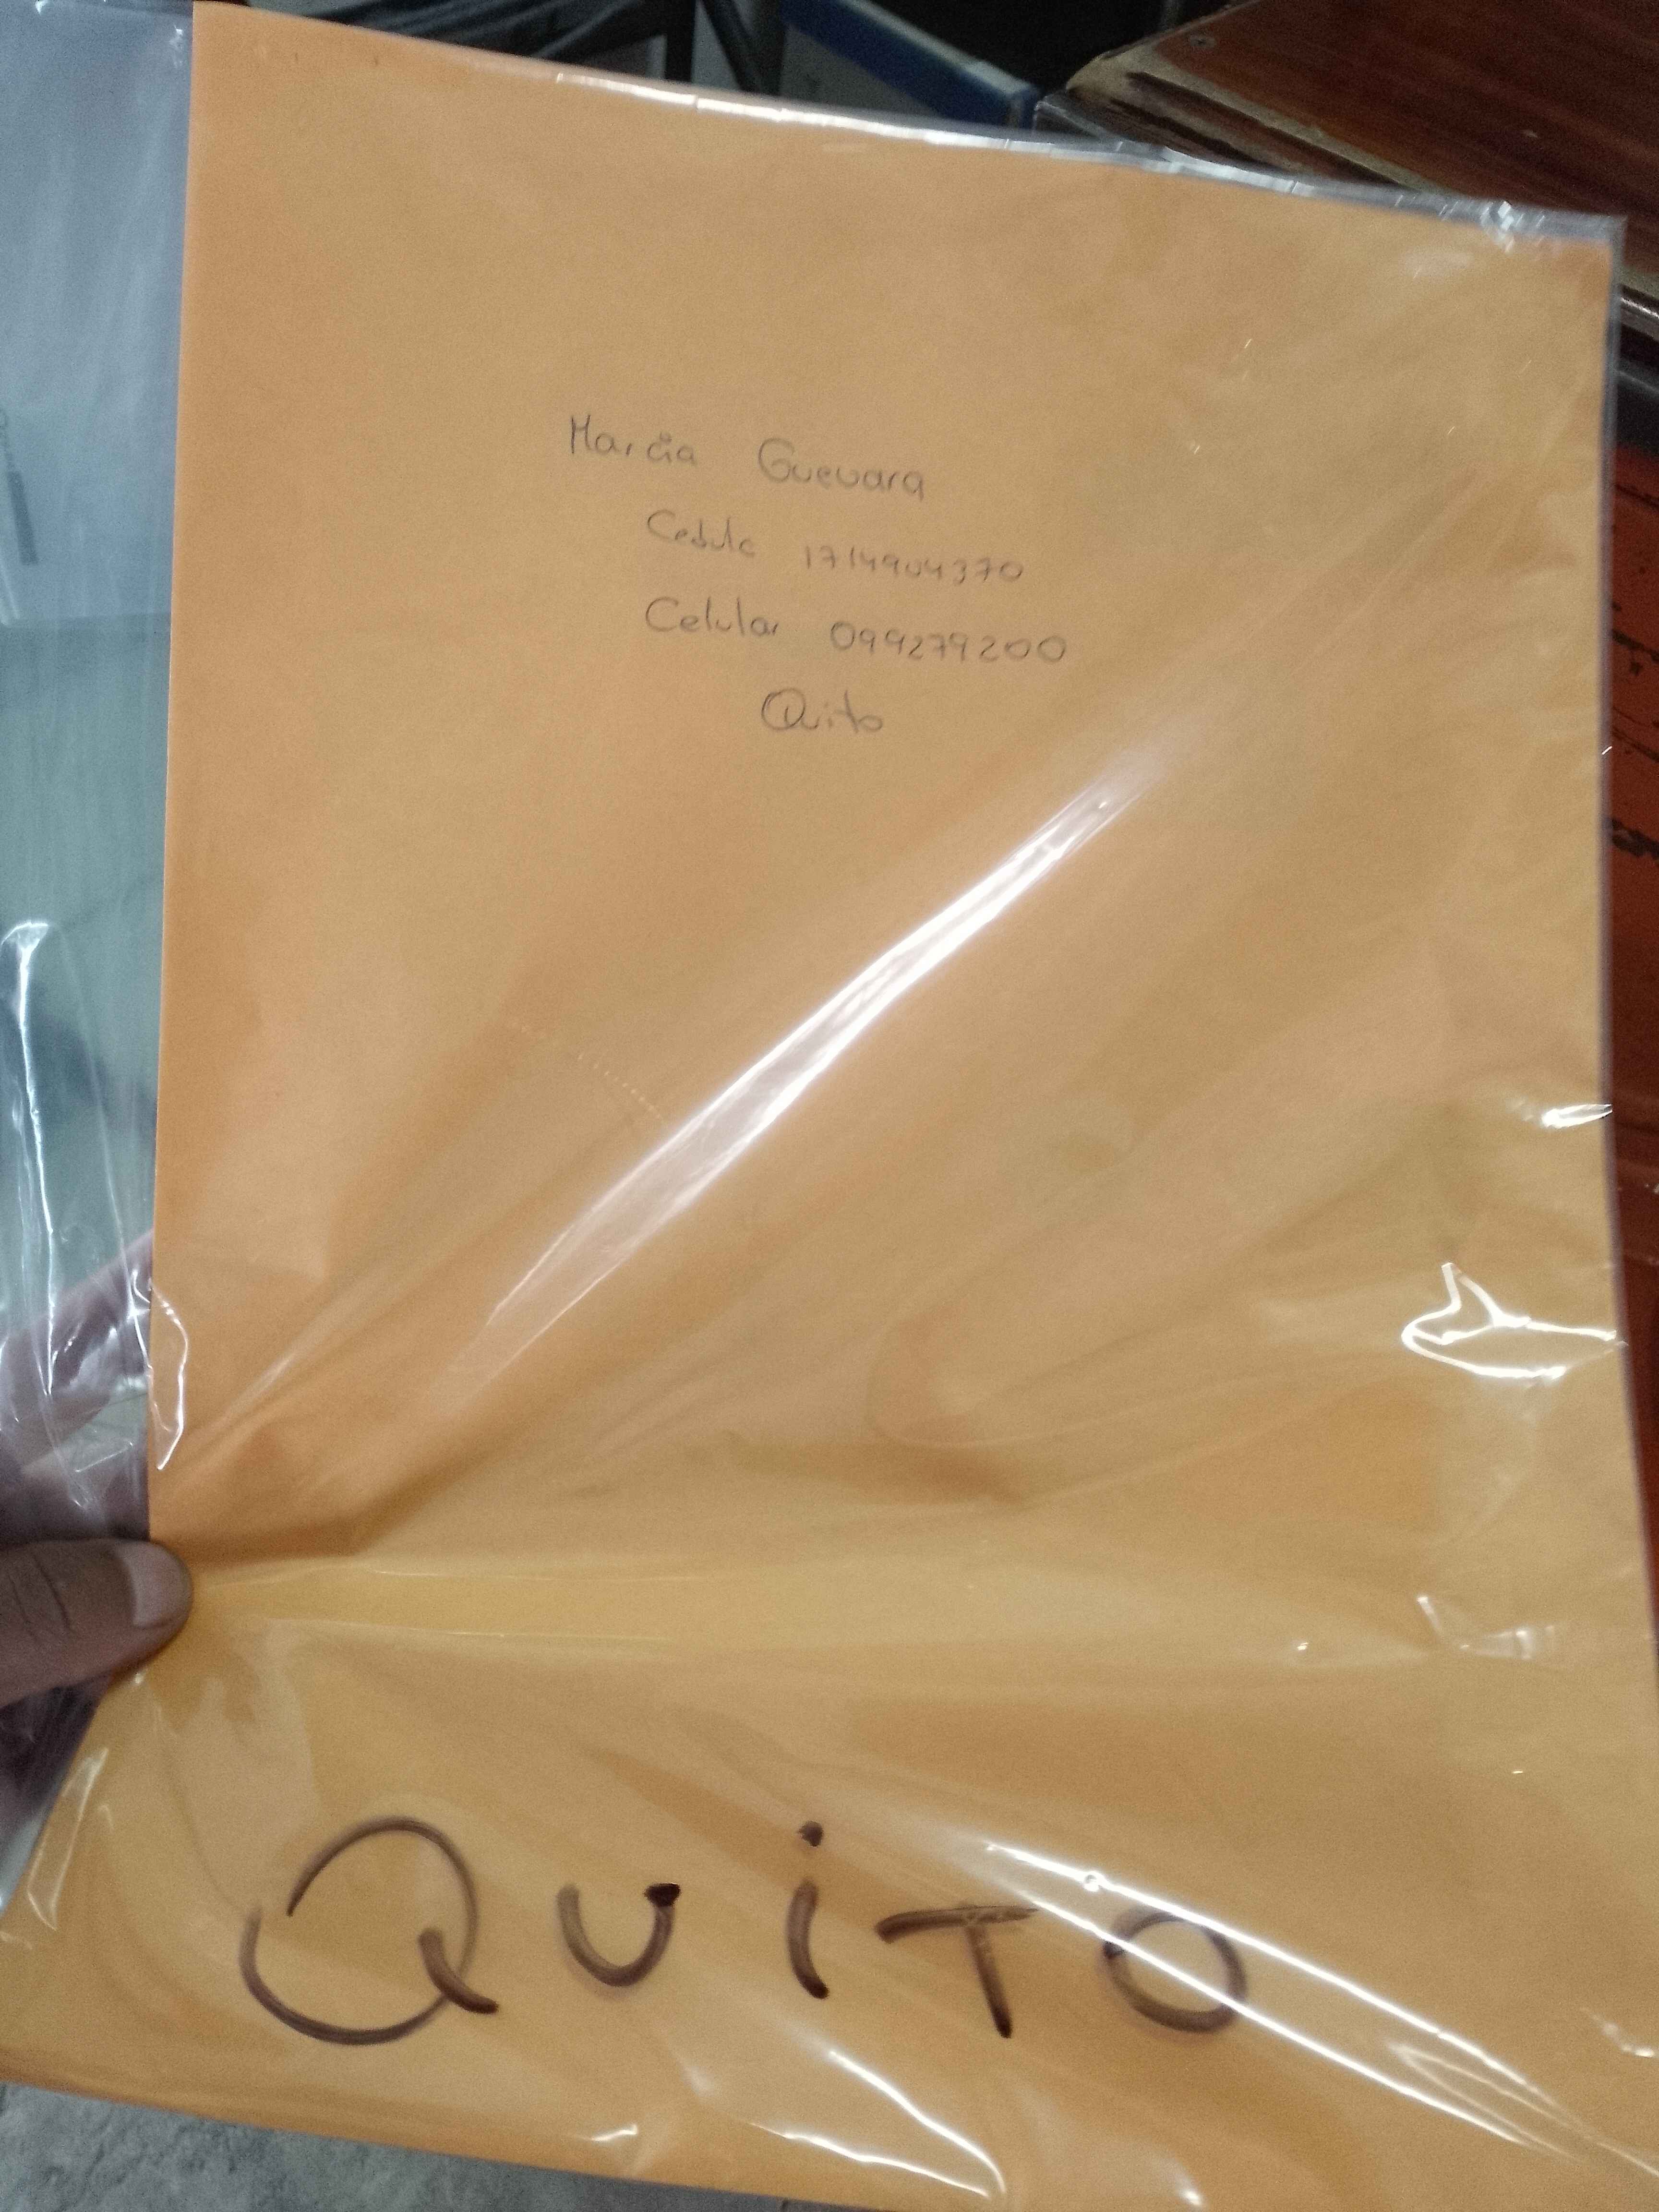 Marcia Guevara
Cedula 1714904370
Celular 099279200
Quito
QUiTO